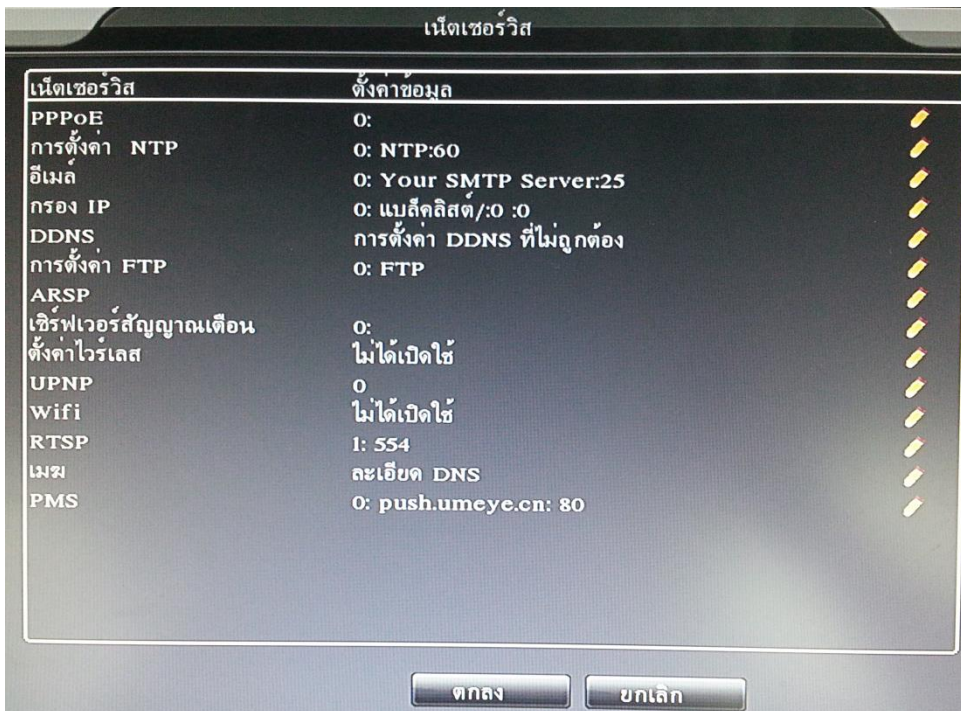 เน็ตเซอร์วิส
เน็ตเซอร์วิส ตั้งค่าข้อมูล
PPPoE 0:
การตั้งค่า NTP 0: NTP:60
อีเมล์ 0: Your SMTP Server:25
กรอง IP 0: แบล็คลิสต์/:0 :0
DDNS การตั้งค่า DDNS ที่ไม่ถูกต้อง
การตั้งค่า FTP 0: FTP
ARSP
เซิร์ฟเวอร์สัญญาณเตือน 0:
ตั้งค่าไวร์เลส ไม่ได้เปิดใช้
UPNP 0
Wifi ไม่ได้เปิดใช้
RTSP 1: 554
เมฆ ละเอียด DNS
PMS 0: push.umeye.cn: 80
ตกลง ยกเลิก